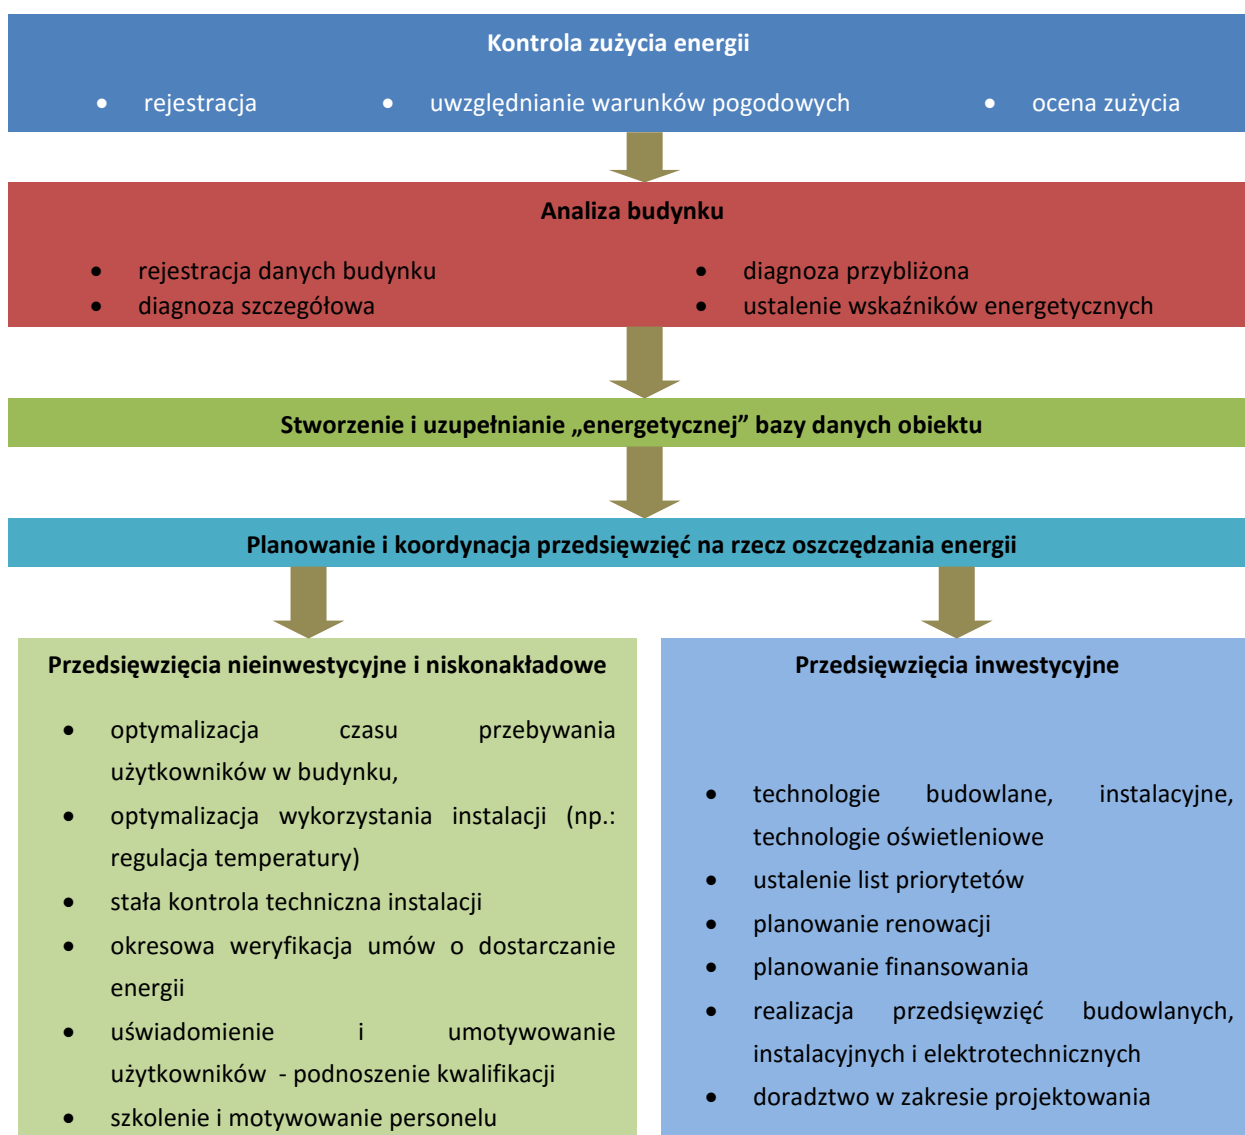 Kontrola zużycia energii
• rejestracja • uwzględnianie warunków pogodowych • ocena zużycia
Analiza budynku
• rejestracja danych budynku • diagnoza przybliżona
• diagnoza szczegółowa • ustalenie wskaźników energetycznych
Stworzenie i uzupełnianie „energetycznej” bazy danych obiektu
Planowanie i koordynacja przedsięwzięć na rzecz oszczędzania energii
Przedsięwzięcia nieinwestycyjne i niskonakładowe
• optymalizacja czasu przebywania
użytkowników w budynku,
• optymalizacja wykorzystania instalacji (np.:
regulacja temperatury)
• stała kontrola techniczna instalacji
• okresowa weryfikacja umów o dostarczanie
energii
• uświadomienie i umotywowanie
użytkowników - podnoszenie kwalifikacji
• szkolenie i motywowanie personelu
Przedsięwzięcia inwestycyjne
• technologie budowlane, instalacyjne,
technologie oświetleniowe
• ustalenie list priorytetów
• planowanie renowacji
• planowanie finansowania
• realizacja przedsięwzięć budowlanych,
instalacyjnych i elektrotechnicznych
• doradztwo w zakresie projektowania